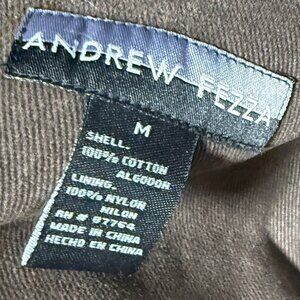 ANDREW FEZZA
M
SHELL:
100% COTTON
ALGODON
LINING:
100% NYLON
NILON
RN # 87764
MADE IN CHINA
HECHO EN CHINA